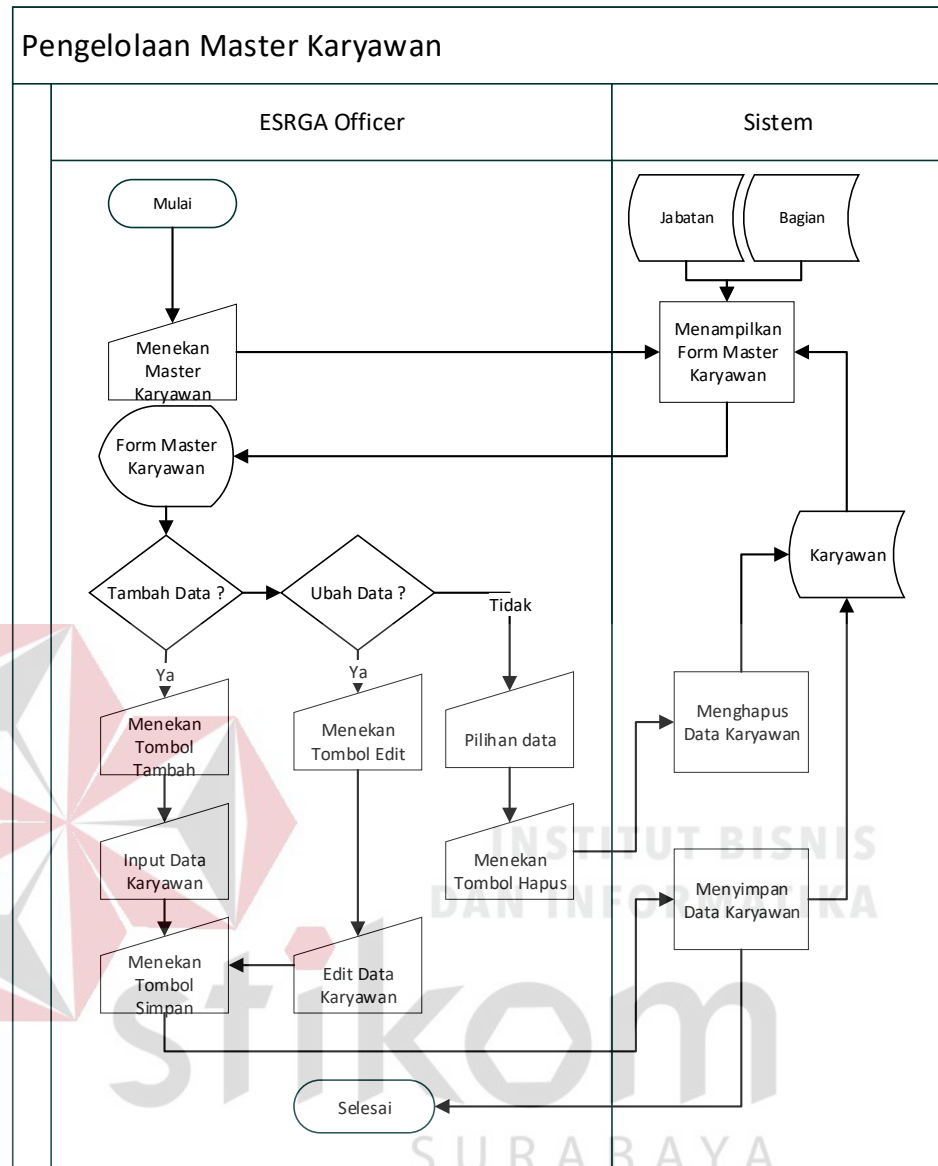 Pengelolaan Master Karyawan
ESRGA Officer
Sistem
Mulai
Jabatan
Bagian
Menekan
Master
Karyawan
Menampilkan
Form Master
Karyawan
Form Master
Karyawan
Karyawan
Tambah Data ?
Ubah Data ?
Tidak
Ya
Ya
Menekan
Tombol
Tambah
Menekan
Tombol Edit
Pilihan data
Menghapus
Data Karyawan
Input Data
Karyawan
Menekan
Tombol Hapus
Menyimpan
Data Karyawan
Menekan
Tombol
Simpan
Edit Data
Karyawan
Selesai
INSTITUT BISNIS
DAN INFORMATIKA
stikom
SURABAYA